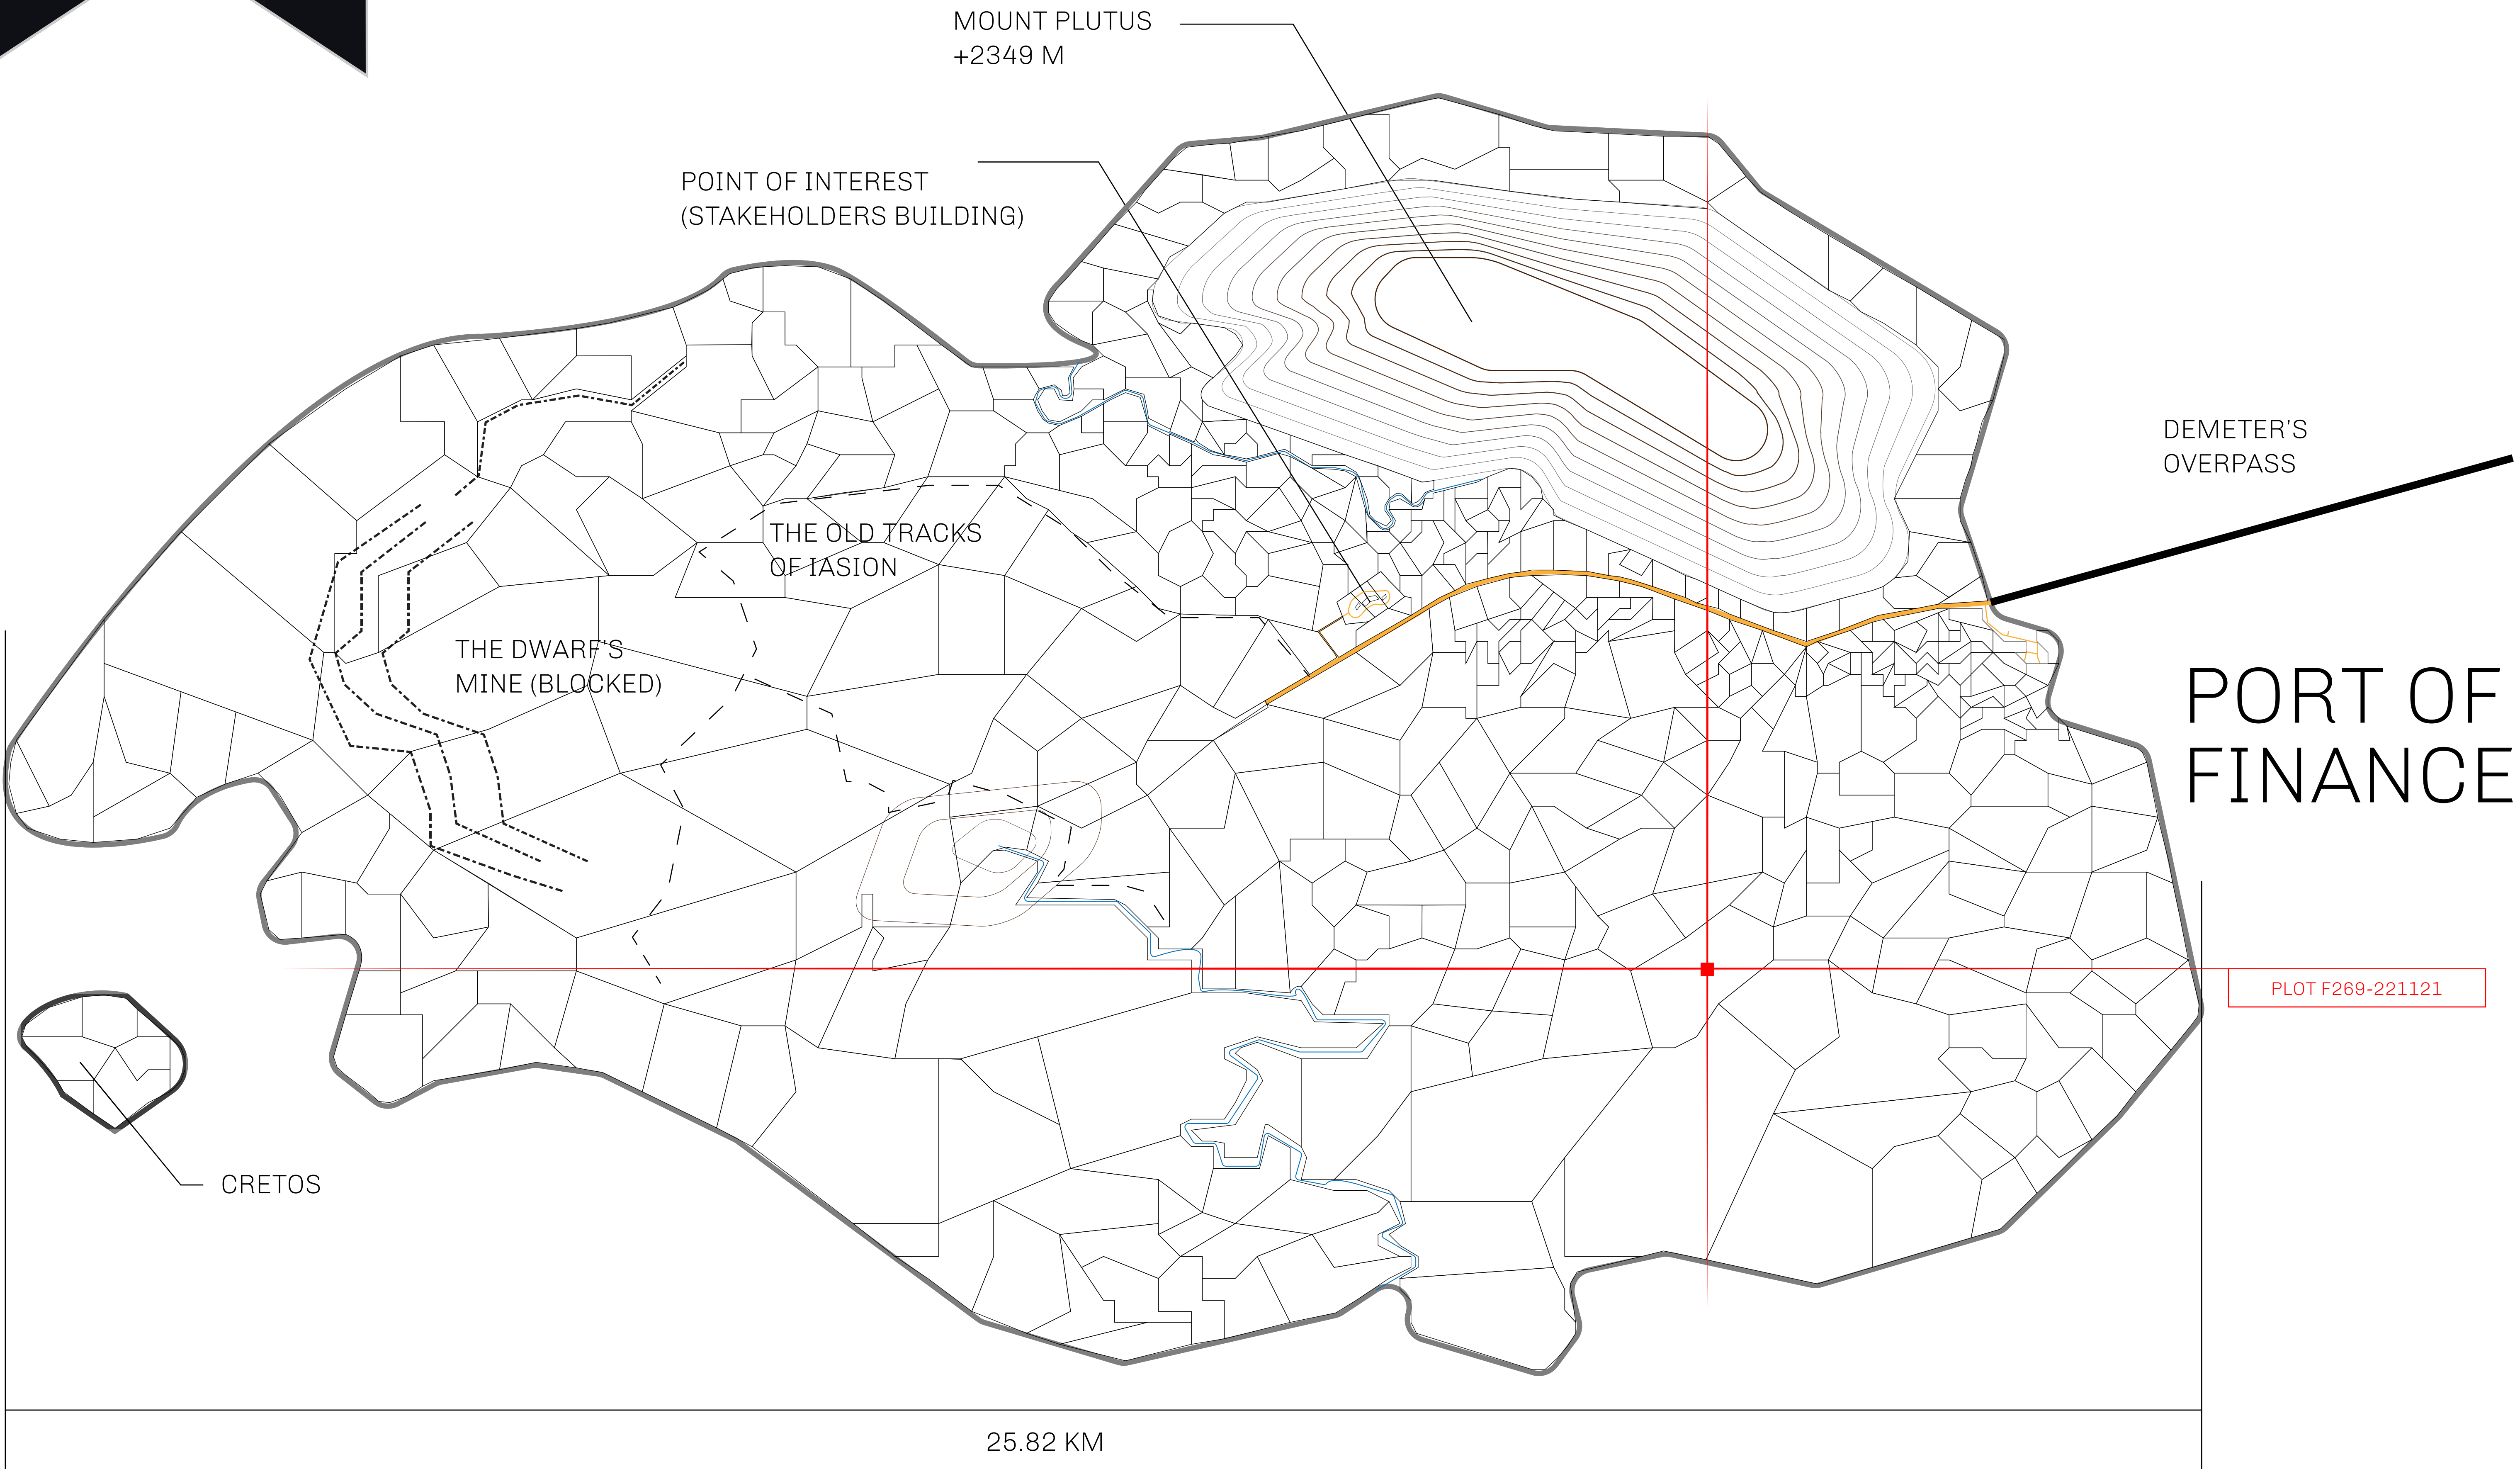 MOUNT PLUTUS
+2349 M
POINT OF INTEREST
(STAKEHOLDERS BUILDING)
DEMETER'S
OVERPASS
THE OLD TRACKS
OF IASION
THE DWARF'S
MINE (BLOCKED)
PORT OF
FINANCE
PLOT F269-221121
CRETOS
25.82 KM